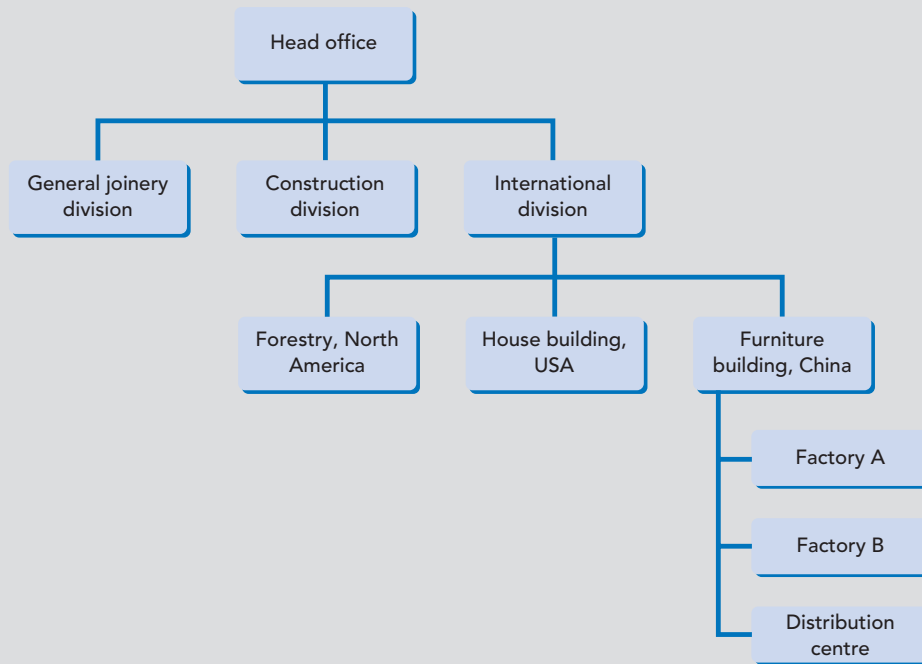 Head office
General joinery
division
Construction
division
International
division
Forestry, North
America
House building,
USA
Furniture
building, China
Factory A
Factory B
Distribution
centre